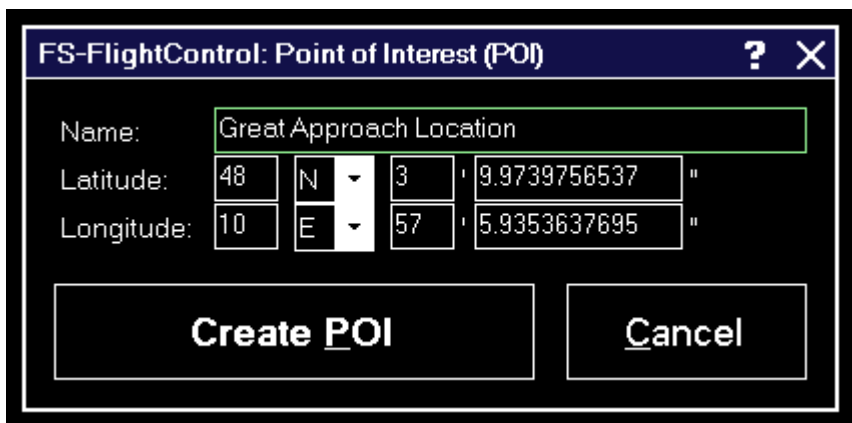 FS-FlightControl: Point of Interest (POI) ? X
Name: Great Approach Location
Latitude: 48 N 3 ' 9.9739756537 "
Longitude: 10 E 57 ' 5.9353637695 "
Create POI Cancel